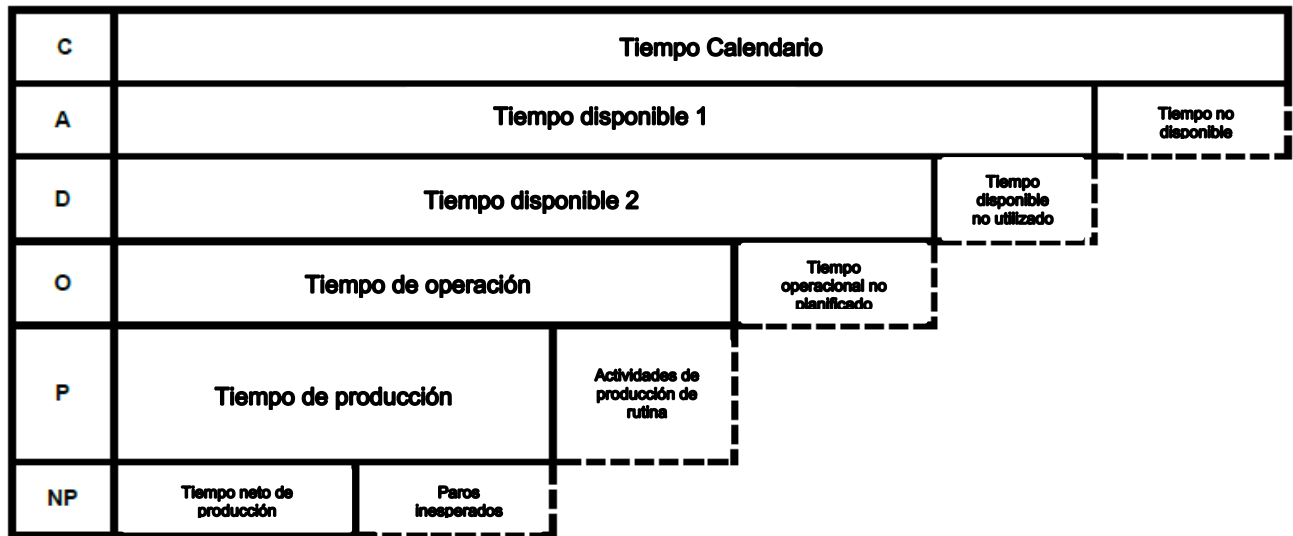 C
Tiempo Calendario
A
Tiempo disponible 1
Tiempo no
disponible
D
Tiempo disponible 2
Tiempo
disponible
no utilizado
O
Tiempo de operación
Tiempo
operacional no
planificado
P
Tiempo de producción
Actividades de
producción de
rutina
NP
Tiempo neto de
producción
Paros
inesperados